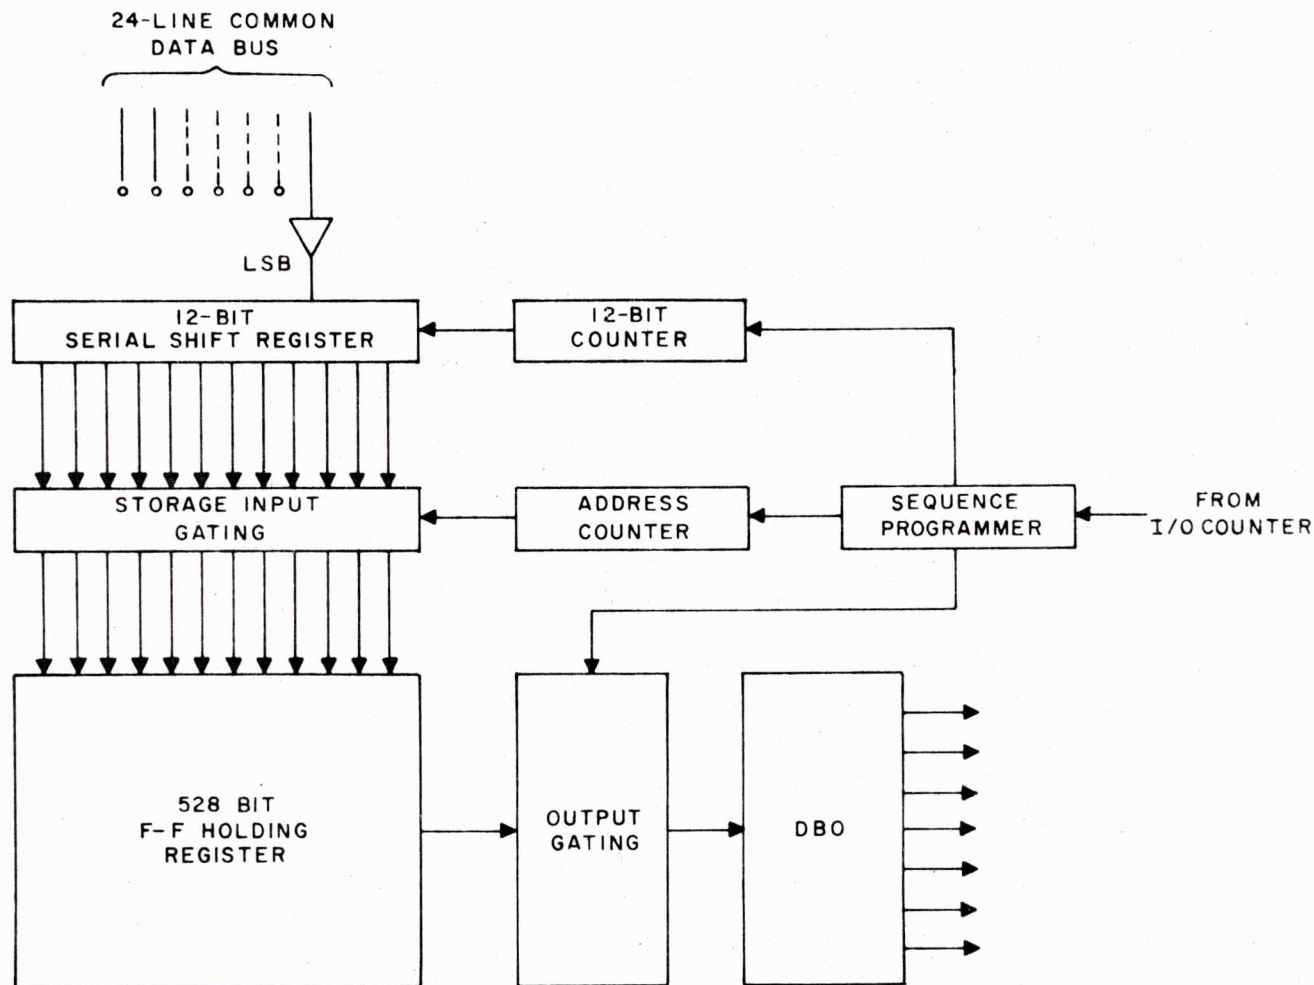 24-LINE COMMON
DATA BUS
LSB
12-BIT
SERIAL SHIFT REGISTER
12-BIT
COUNTER
STORAGE INPUT
GATING
ADDRESS
COUNTER
SEQUENCE
PROGRAMMER
FROM
I/O COUNTER
528 BIT
F-F HOLDING
REGISTER
OUTPUT
GATING
DBO